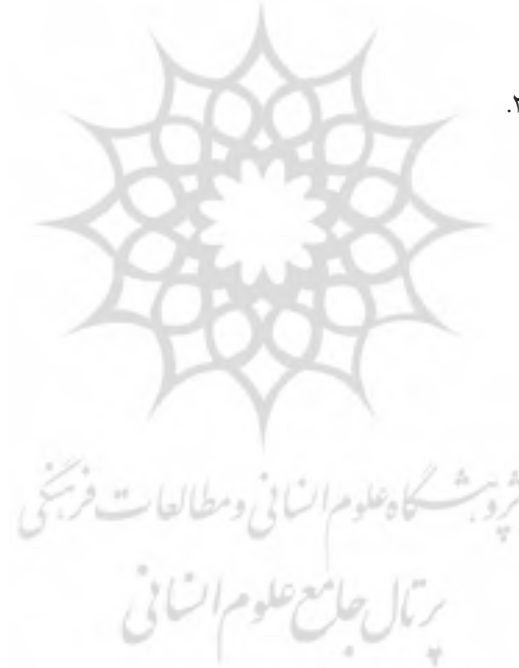 .۲
پژوهشگاه علوم انسانی و مطالعات فرهنگی
پرتال جامع علوم انسانی